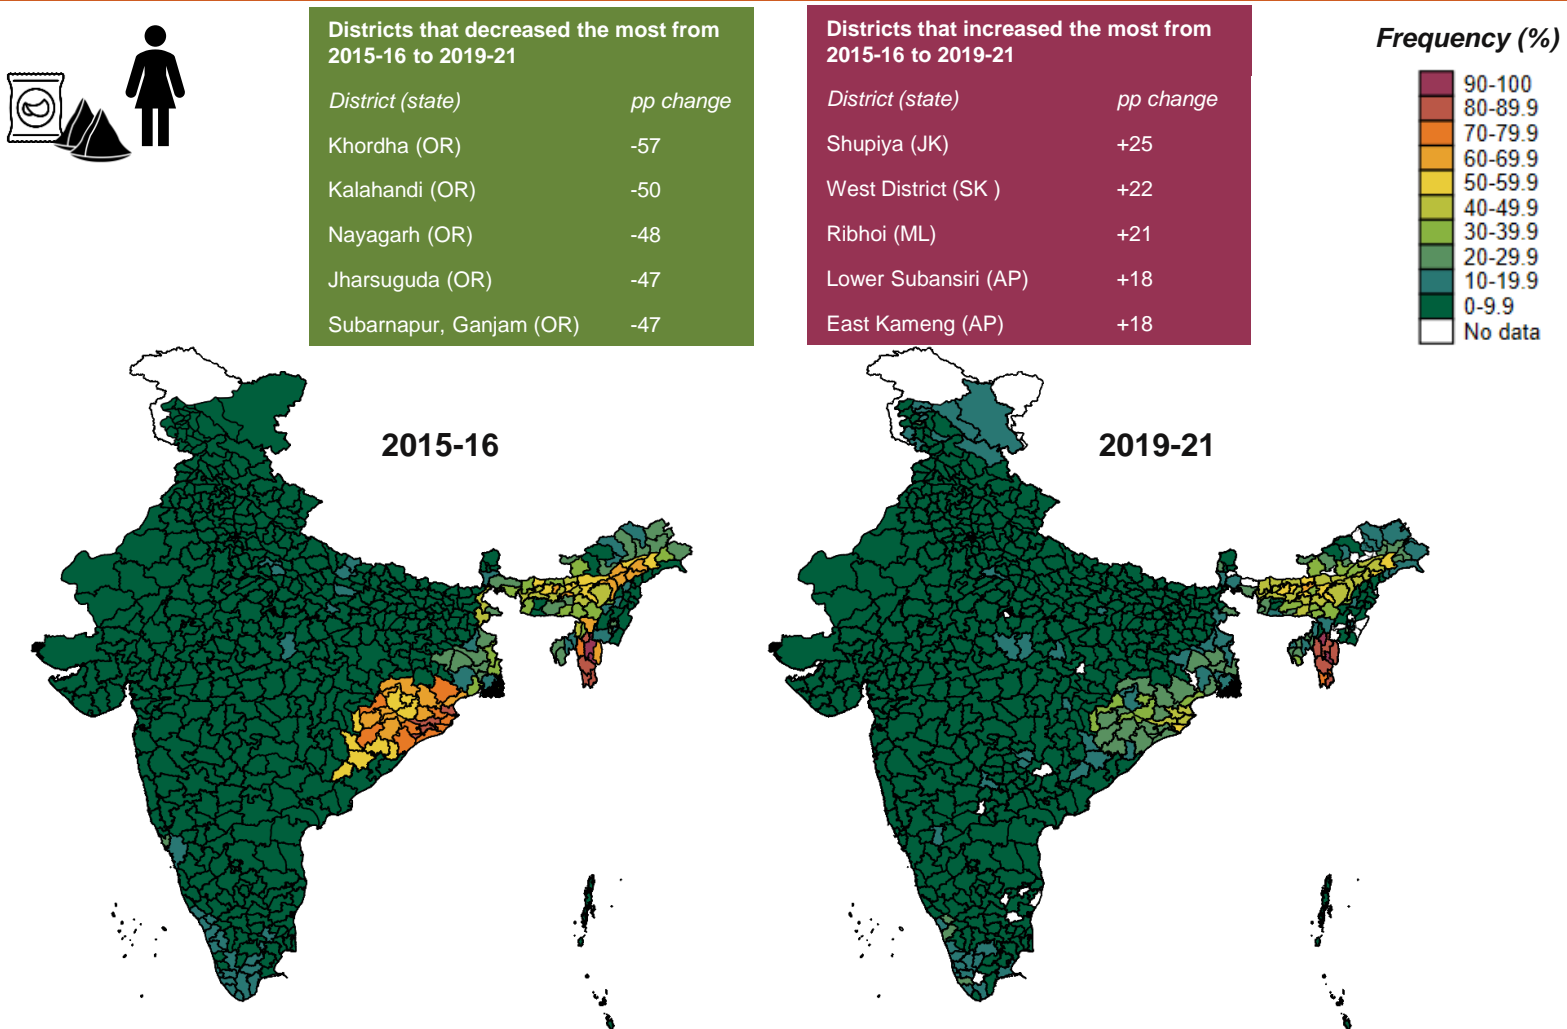 Districts that decreased the most from
2015-16 to 2019-21
District (state) pp change
Khordha (OR) -57
Kalahandi (OR) -50
Nayagarh (OR) -48
Jharsuguda (OR) -47
Subarnapur, Ganjam (OR) -47
Districts that increased the most from
2015-16 to 2019-21
District (state) pp change
Shupiya (JK) +25
West District (SK ) +22
Ribhoi (ML) +21
Lower Subansiri (AP) +18
East Kameng (AP) +18
Frequency (%)
90-100
80-89.9
70-79.9
60-69.9
50-59.9
40-49.9
30-39.9
20-29.9
10-19.9
0-9.9
No data
2015-16
2019-21